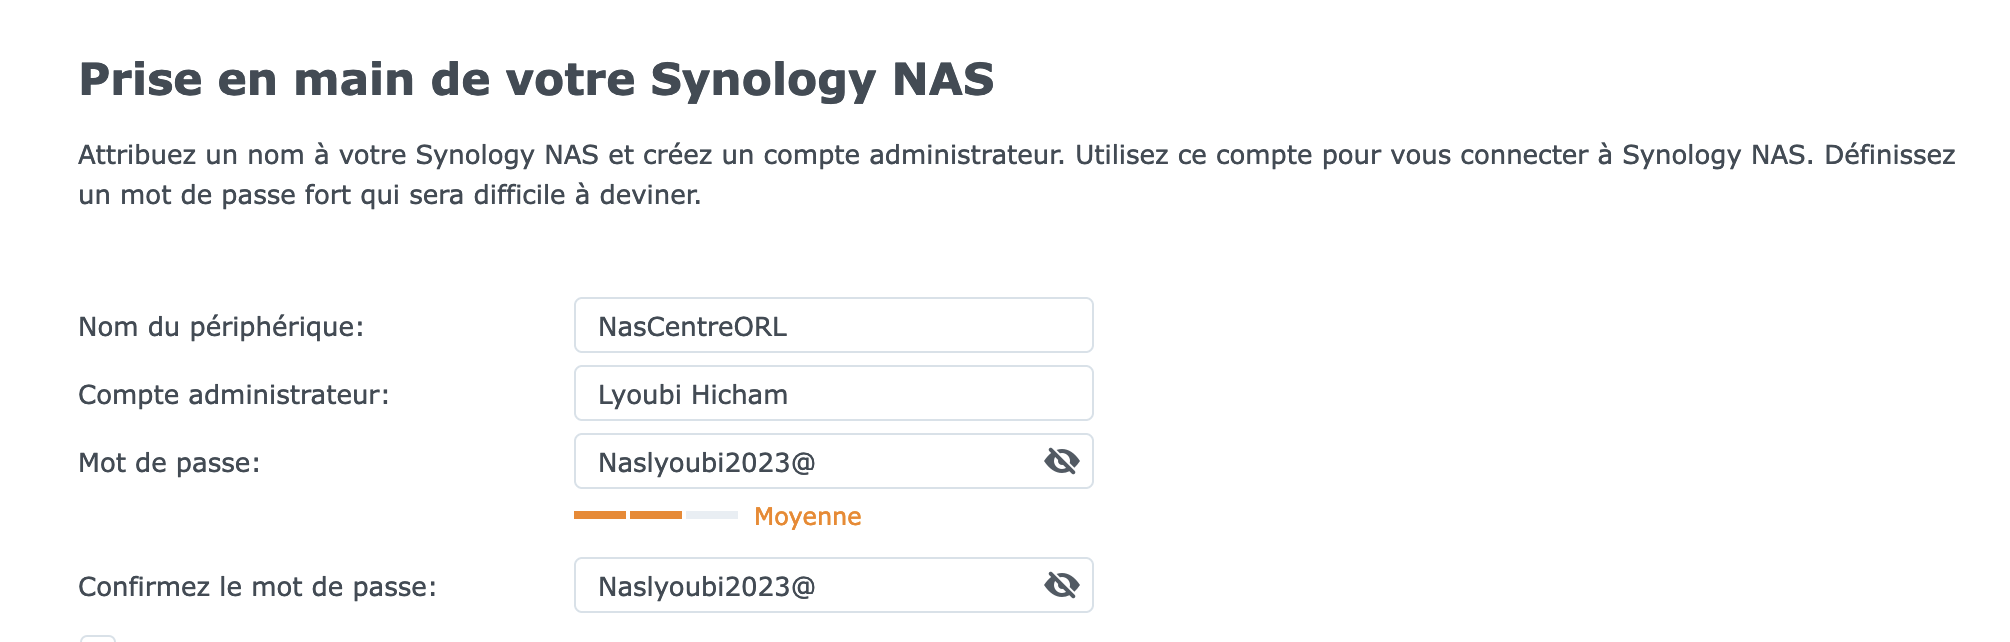 Prise en main de votre Synology NAS
Attribuez un nom à votre Synology NAS et créez un compte administrateur. Utilisez ce compte pour vous connecter à Synology NAS. Définissez
un mot de passe fort qui sera difficile à deviner.
Nom du périphérique: NasCentreORL
Compte administrateur: Lyoubi Hicham
Mot de passe: Naslyoubi2023@
Moyenne
Confirmez le mot de passe: Naslyoubi2023@